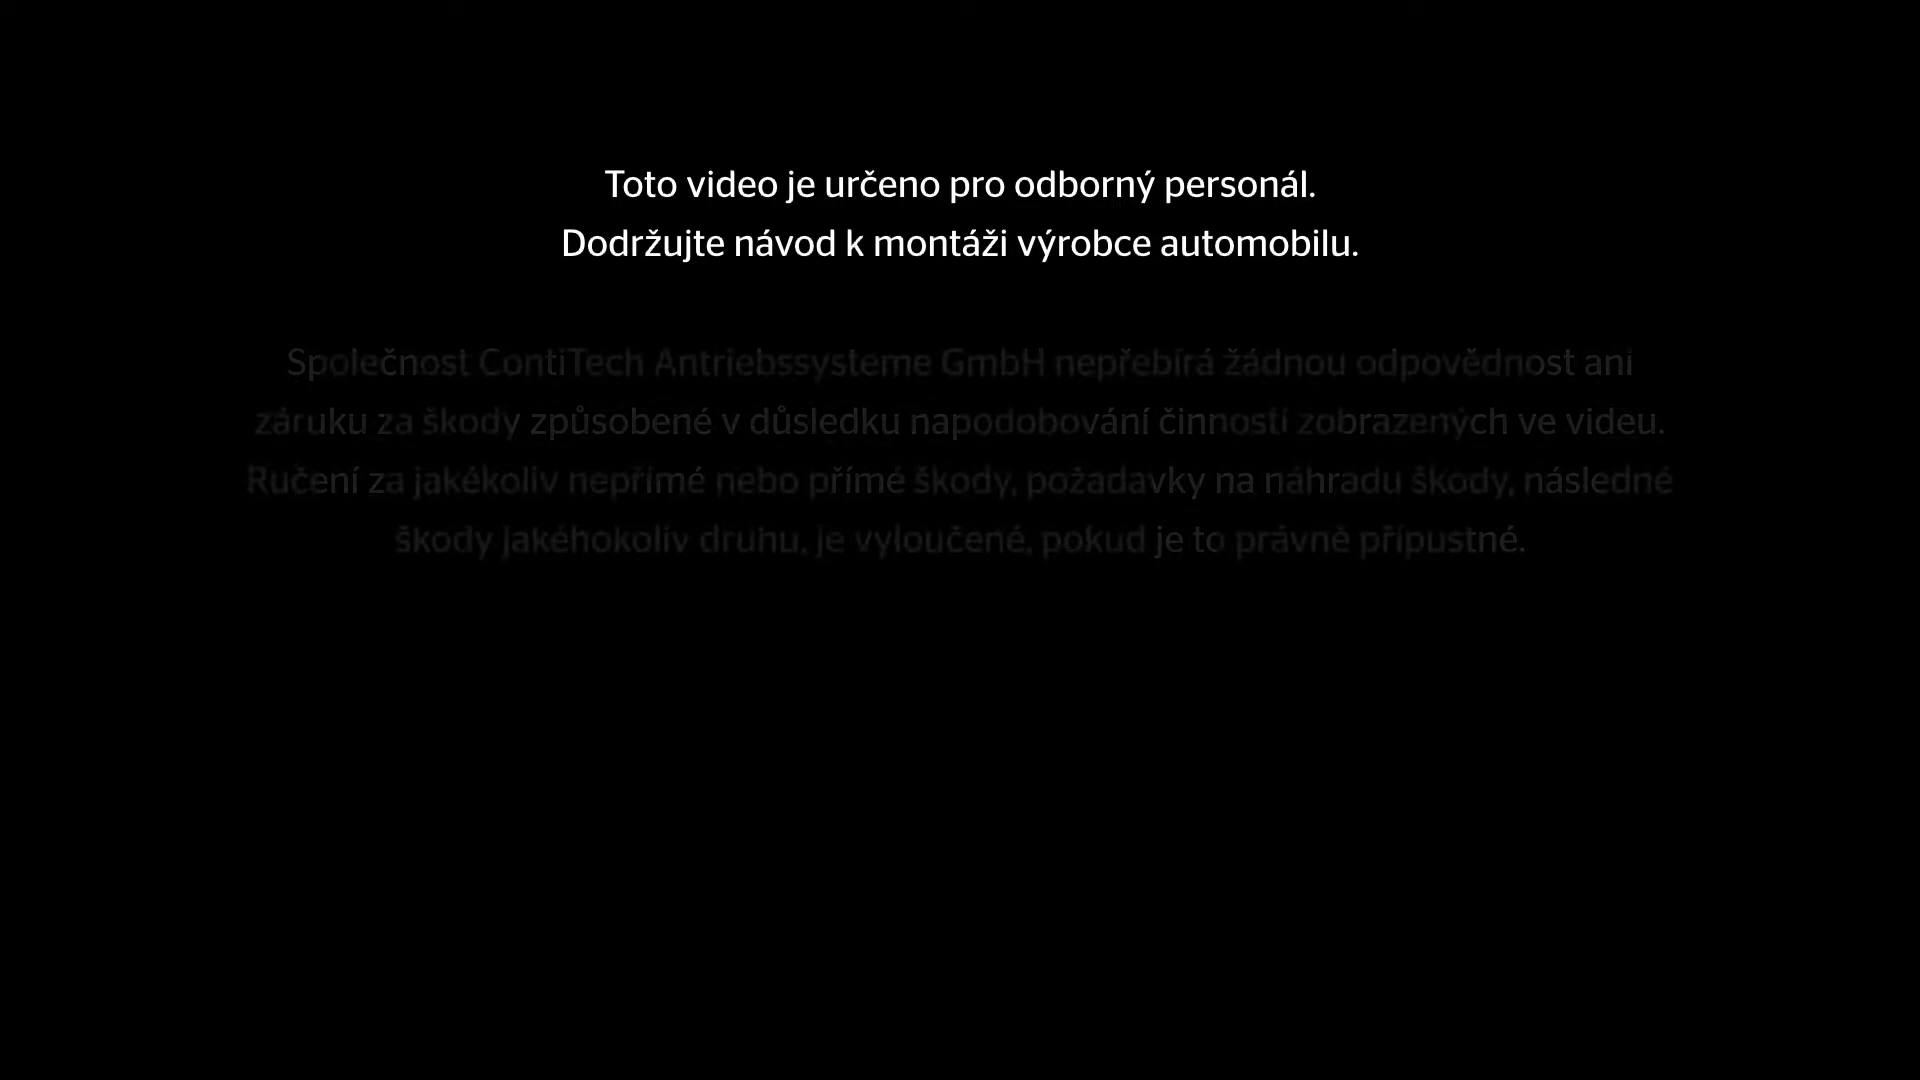 Toto video je určeno pro odborný personál.
Dodržujte návod k montáži výrobce automobilu.
Společnost ContiTech Antriebssysteme GmbH nepřebírá žádnou odpovědnost ani
záruku za škody způsobené v důsledku napodobování činností zobrazených ve videu.
Ručení za jakékoliv nepřímé nebo přímé škody, požadavky na náhradu škody, následné
škody jakéhokoliv druhu, je vyloučené, pokud je to právně přípustné.